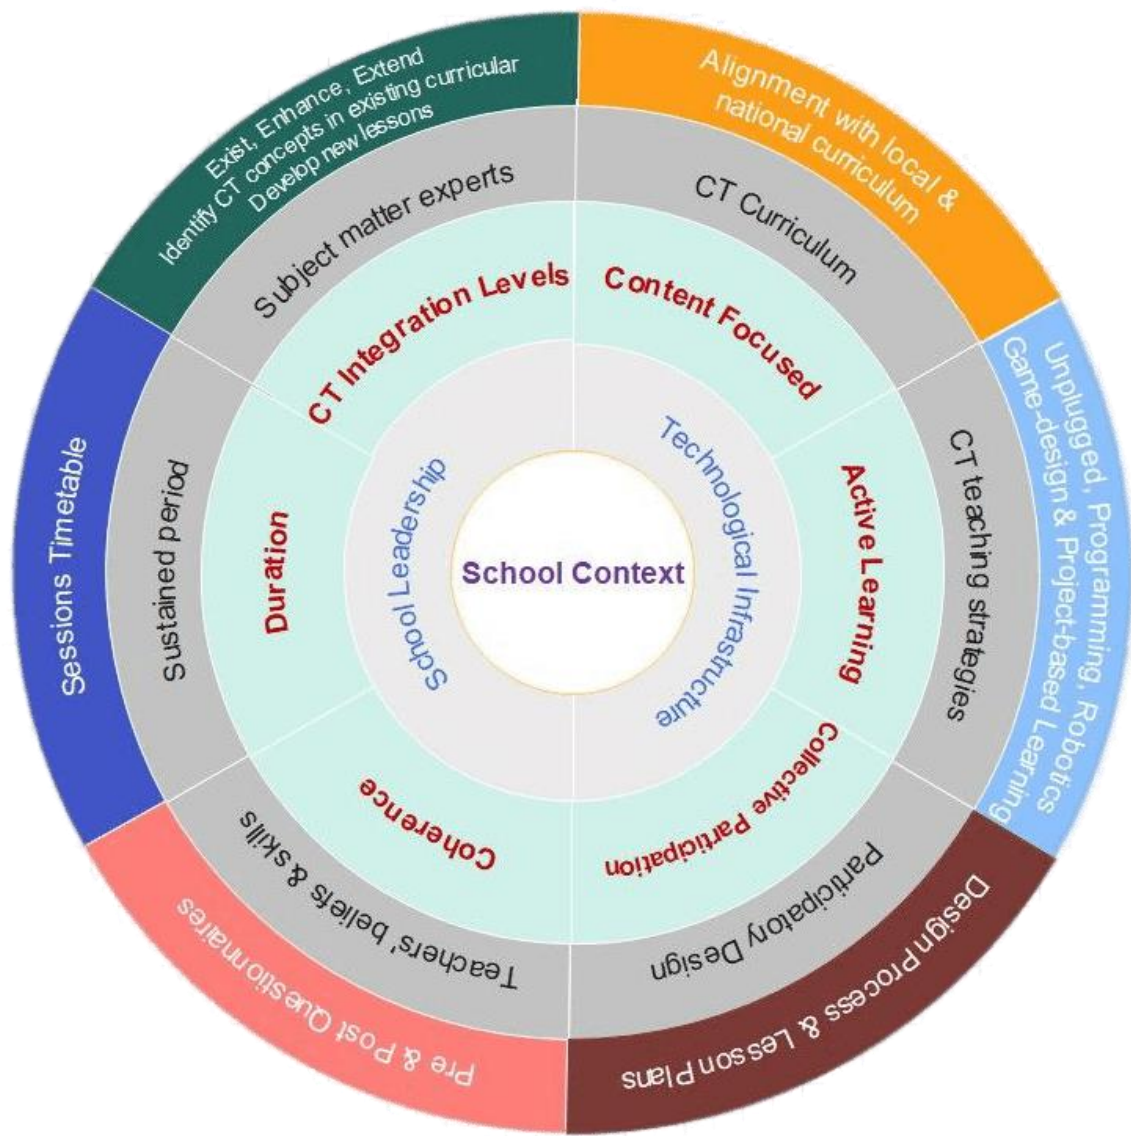 Exist, Enhance, Extend
Identify CT concepts in existing curricular
Develop new lessons
Alignment with local &
national curriculum
Unplugged, Programming, Robotics
Game-design & Project-based Learning
Design Process & Lesson Plans
Pre & Post Questionnaires
Sessions Timetable
Subject matter experts
CT Curriculum
CT teaching strategies
Participatory Design
Teachers' beliefs & skills
Sustained period
CT Integration Levels
Content Focused
Active Learning
Collective Participation
Coherence
Duration
School Leadership
Technological Infrastructure
School Context